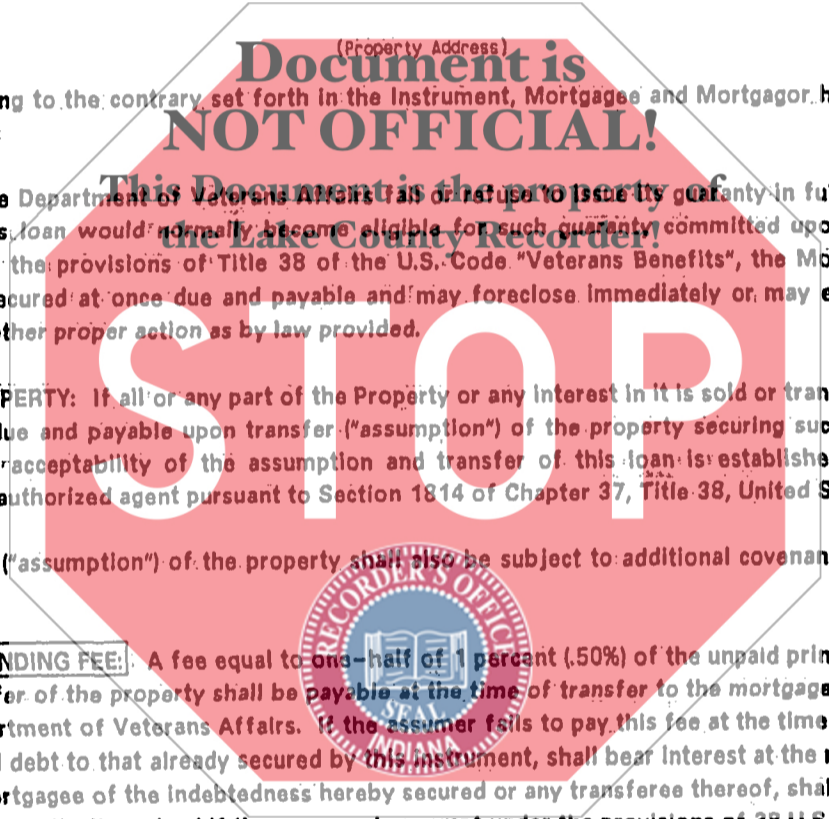 (Property Address)
Document is
ng to the contrary set forth in the Instrument, Mortgagee and Mortgagor h
NOT OFFICIAL!
This Document is the property of
e Department of Veterans Affairs fail or refuse to issue its guaranty in fu
the Lake County Recorder!
s loan would normally become eligible for such guaranty committed upo
the provisions of Title 38 of the U.S. Code "Veterans Benefits", the Mo
ecured at once due and payable and may foreclose immediately or may e
ther proper action as by law provided.
STOP
PERTY: If all or any part of the Property or any interest in it is sold or tran
lue and payable upon transfer ("assumption") of the property securing suc
acceptability of the assumption and transfer of this loan is establishe
authorized agent pursuant to Section 1814 of Chapter 37, Title 38, United S
("assumption") of the property shall also be subject to additional covenan
RECORDER'S OFFICE
SEAL
INDIANA
NDING FEE: A fee equal to one-half of 1 percent (.50%) of the unpaid prin
fer of the property shall be payable at the time of transfer to the mortgage
rtment of Veterans Affairs. If the assumer fails to pay this fee at the time
debt to that already secured by this instrument, shall bear interest at the
rtgagee of the indebtedness hereby secured or any transferee thereof, shal